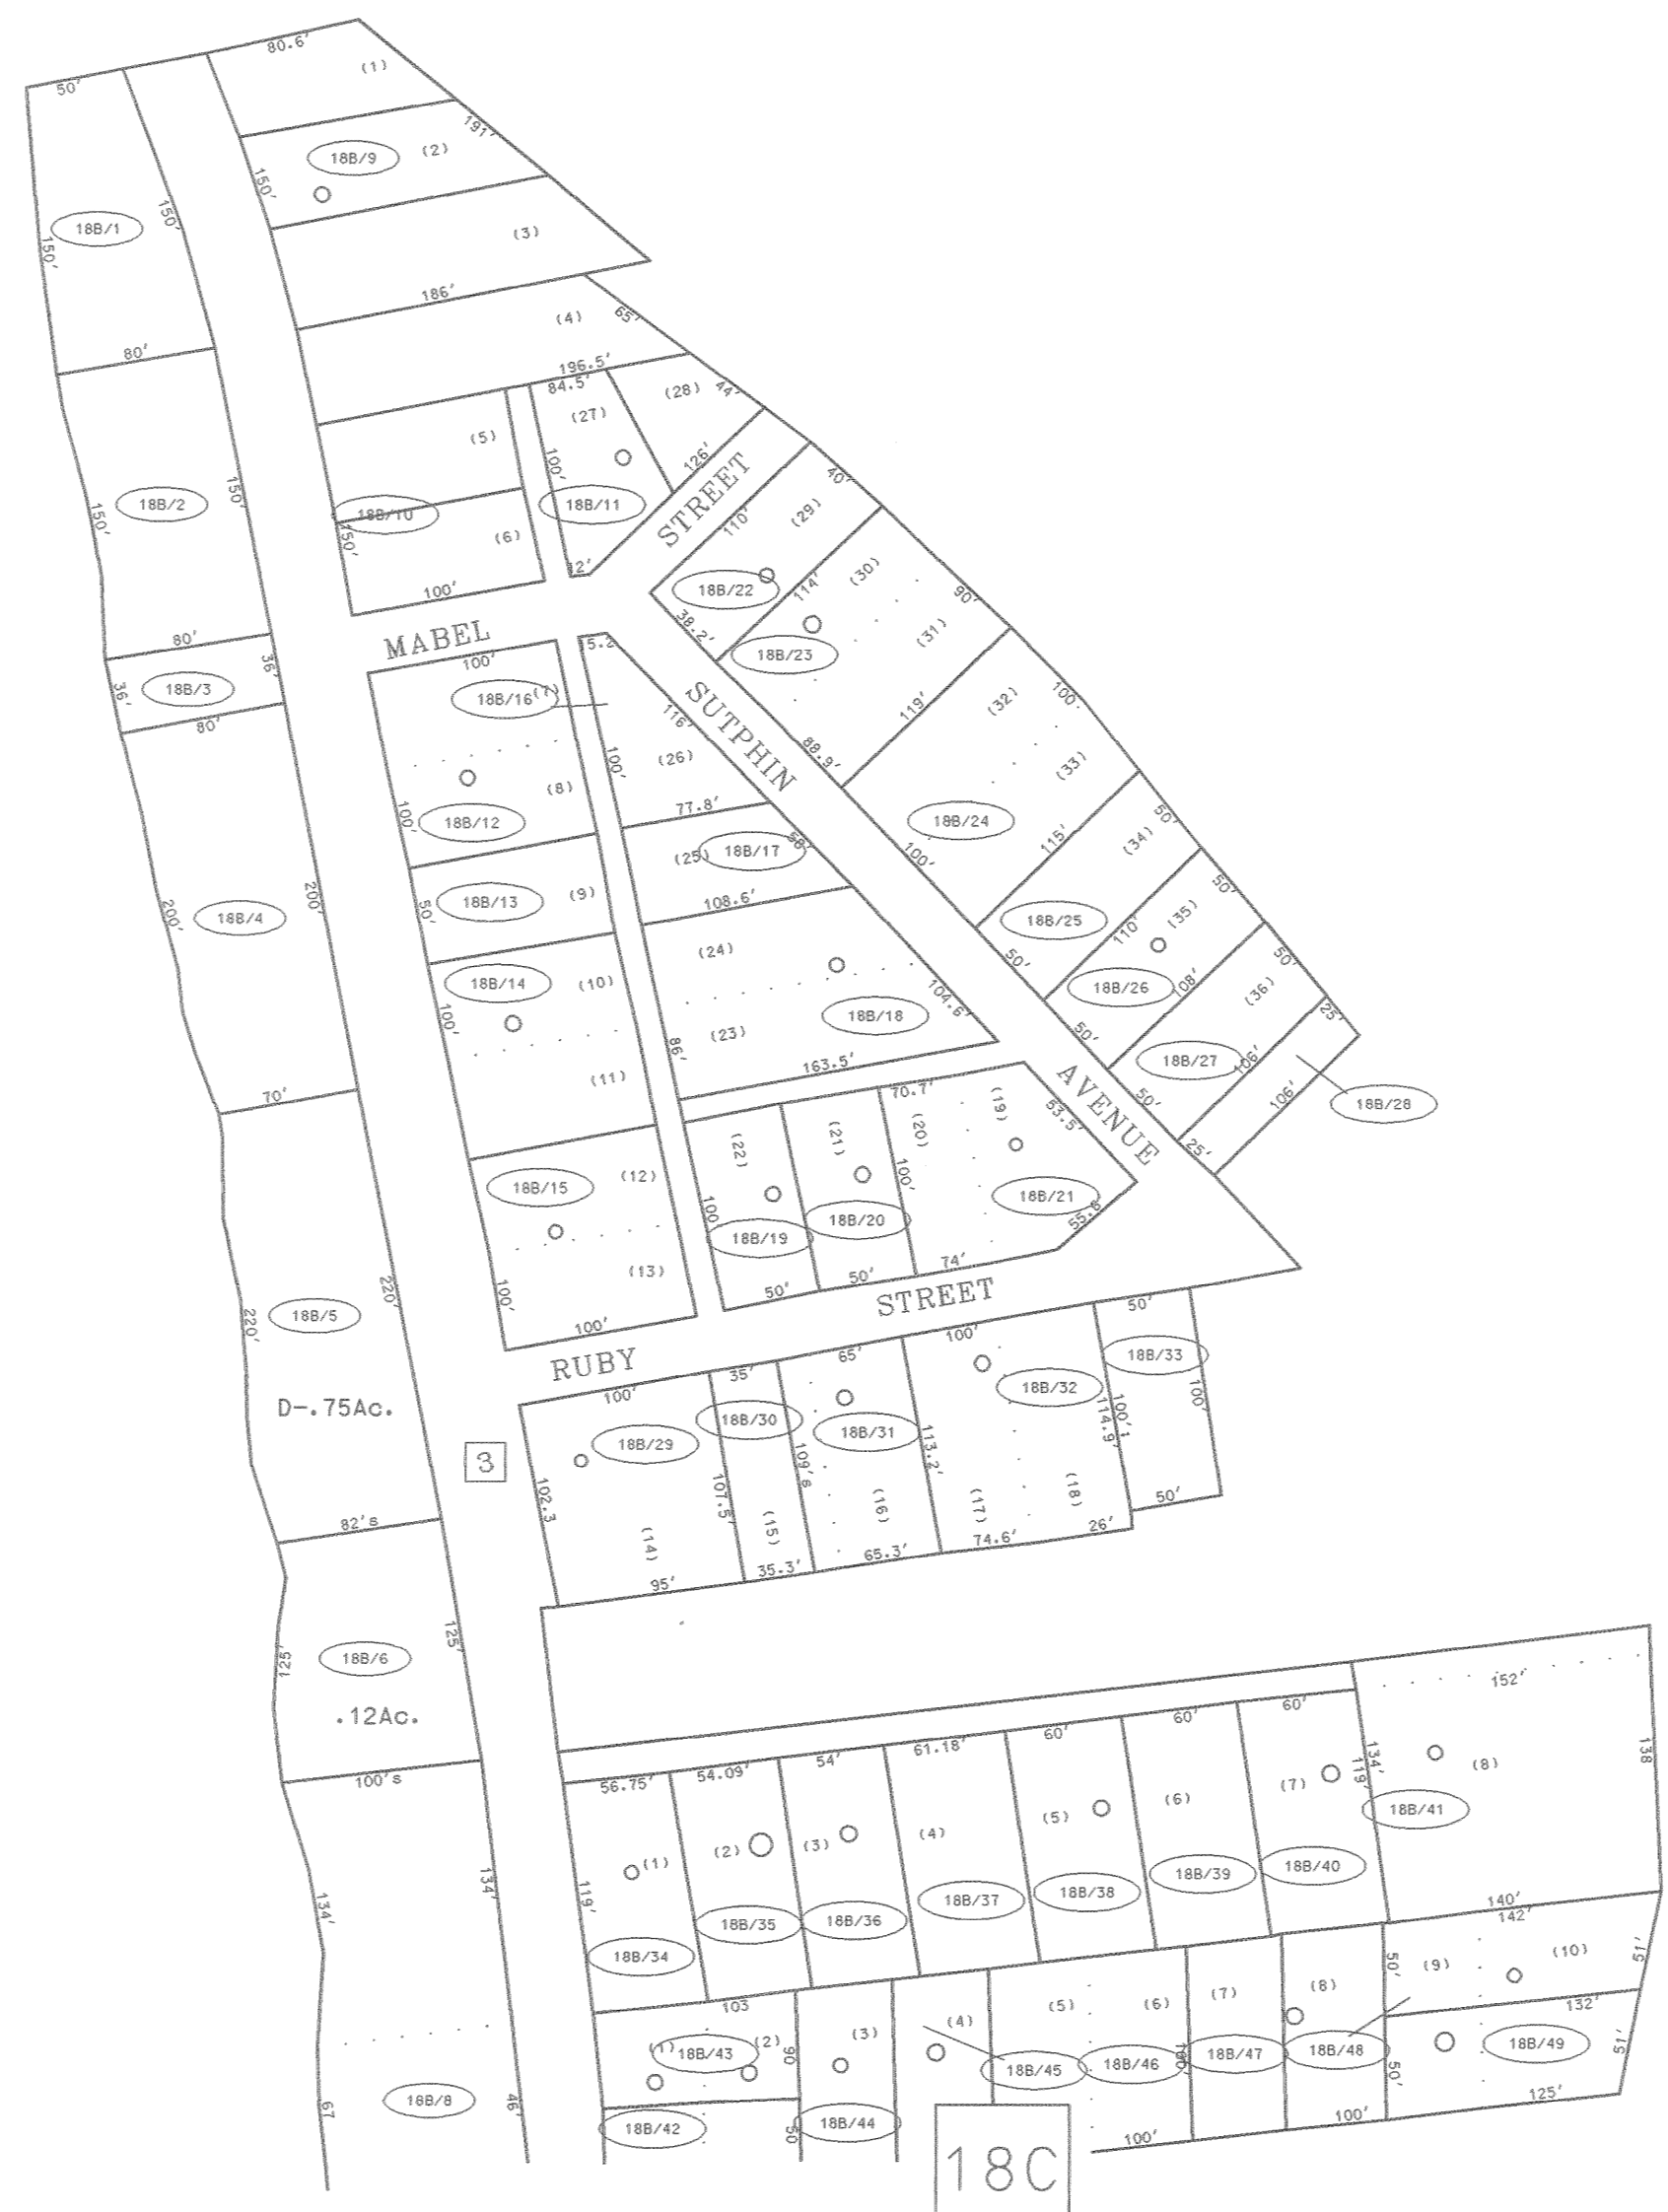 80.6'
50'
(1)
191'
18B/9
(2)
150'
150'
18B/1
150'
(3)
186'
(4)
65'
80'
196.5'
84.5'
(28)
44'
(27)
(5)
100'
126'
STREET
40'
18B/2
150'
150'
18B/10
18B/11
110'
(29)
150'
(6)
12'
100'
18B/22
114'
(30)
90'
38.2'
(31)
MABEL
80'
36'
100'
15.2'
18B/23
36'
18B/3
80'
18B/16
(7)
SUTPHIN
116'
119'
(32)
100'
88.9'
(26)
100'
(33)
(8)
77.8'
100'
18B/12
18B/24
50'
(25)
18B/17
58'
100'
115'
(34)
200'
200'
18B/4
50'
18B/13
(9)
108.6'
50'
18B/25
110'
(35)
(24)
50'
50'
18B/14
(10)
104.6'
18B/26
108'
(36)
100'
18B/18
25'
(23)
86'
50'
163.5'
18B/27
106'
(11)
70'
70.7'
(19)
53.5'
AVENUE
50'
106'
18B/28
(22)
(21)
(20)
25'
18B/15
(12)
100'
100
18B/21
55.8'
18B/19
18B/20
(13)
74'
50'
50'
220'
220'
18B/5
100'
100'
STREET
RUBY
50'
100'
65'
35'
18B/33
100'
18B/32
100'
100'1
114.9'
D-.75Ac.
18B/30
18B/29
18B/31
3
113.2'
109's
107.5'
102.3
(18)
(17)
(16)
(15)
(14)
50'
82's
26'
74.6'
65.3'
35.3'
95'
125'
125'
18B/6
.12Ac.
152'
60'
60'
60'
61.18'
54'
54.09'
56.75'
134'
119'
138
(8)
100's
(7)
(6)
(5)
18B/41
(4)
(3)
(2)
(1)
18B/40
18B/39
18B/38
18B/37
18B/36
18B/35
18B/34
134'
134'
119'
140'
142'
51'
(10)
(9)
50'
(8)
(7)
(6)
(5)
103
132'
(4)
(3)
(2)
18B/43
90
18B/45
18B/46
18B/47
18B/48
18B/49
51'
50'
125'
18B/8
67
46'
18B/42
50
18B/44
100'
100'
18C